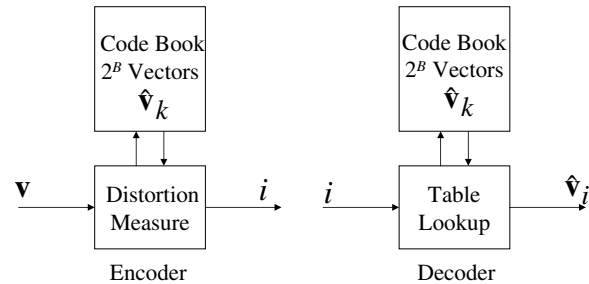 Code Book
2^B Vectors
v̂_k
v
Distortion
Measure
i
Encoder
Code Book
2^B Vectors
v̂_k
i
Table
Lookup
v̂_i
Decoder